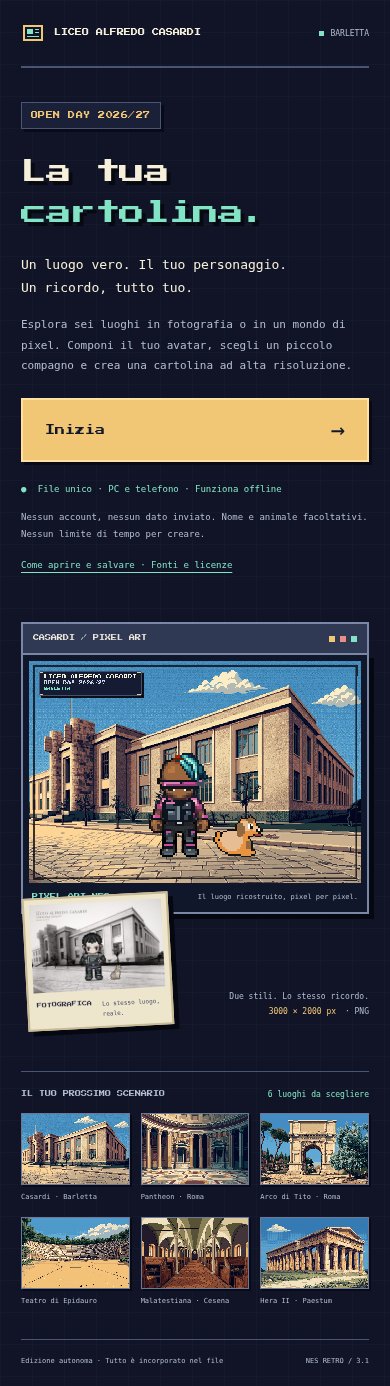 LICEO ALFREDO CASARDI
BARLETTA
OPEN DAY 2026/27
La tua
cartolina.
Un luogo vero. Il tuo personaggio.
Un ricordo, tutto tuo.
Esplora sei luoghi in fotografia o in un mondo di
pixel. Componi il tuo avatar, scegli un piccolo
compagno e crea una cartolina ad alta risoluzione.
Inizia →
● File unico · PC e telefono · Funziona offline
Nessun account, nessun dato inviato. Nome e animale facoltativi.
Nessun limite di tempo per creare.
Come aprire e salvare · Fonti e licenze
CASARDI / PIXEL ART
LICEO ALFREDO CASARDI
OPEN DAY 2026/27
BARLETTA
PIXEL ART NES
Il luogo ricostruito, pixel per pixel.
FOTOGRAFICA
Lo stesso luogo,
reale.
Due stili. Lo stesso ricordo.
3000 × 2000 px · PNG
IL TUO PROSSIMO SCENARIO
6 luoghi da scegliere
Casardi · Barletta
Pantheon · Roma
Arco di Tito · Roma
Teatro di Epidauro
Malatestiana · Cesena
Hera II · Paestum
Edizione autonoma · Tutto è incorporato nel file
NES RETRO / 3.1